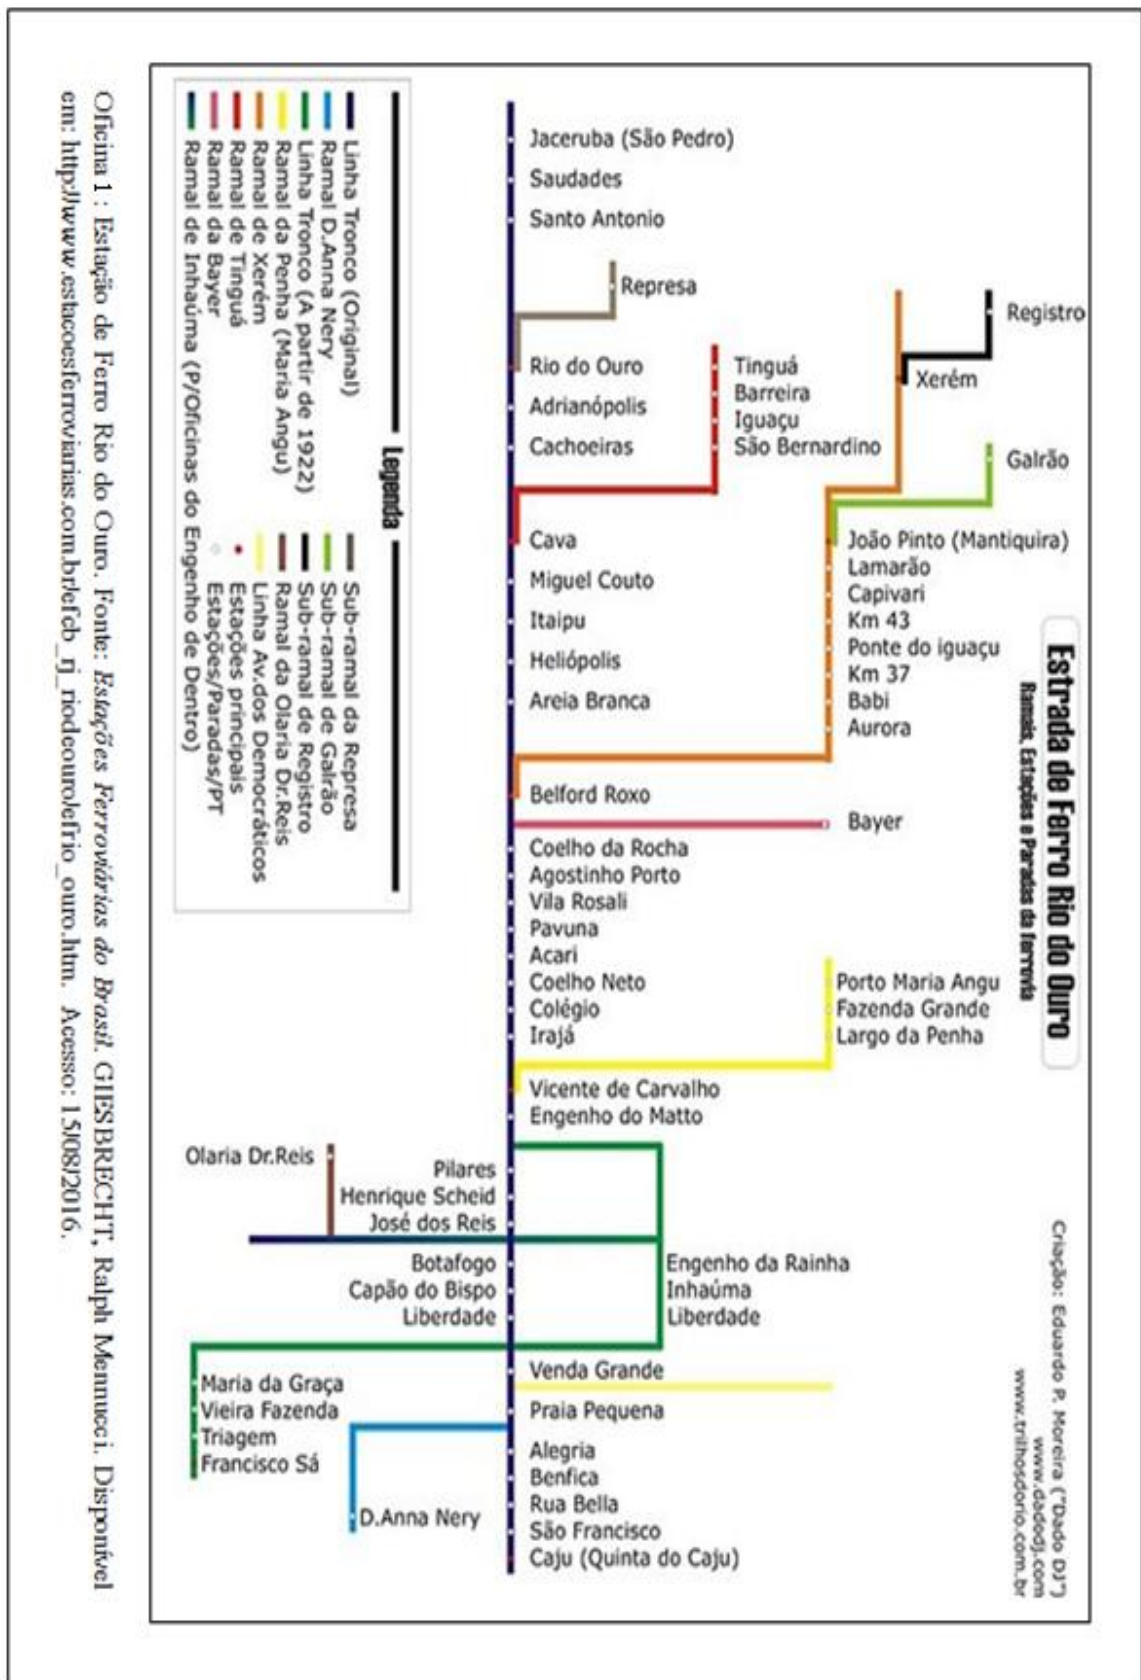 Estrada de Ferro Rio do Ouro
Ramais, Estações e Paradas da ferrovia
Criação: Eduardo P. Moreira ("Dado DJ")
www.dadodj.com
www.trilhosdorio.com.br
Jaceruba (São Pedro)
Saudades
Santo Antonio
Represa
Registro
Rio do Ouro
Tinguá
Xerém
Barreira
Adrianópolis
Iguaçu
Cachoeiras
São Bernardino
Galrão
Cava
João Pinto (Mantiquira)
Lamarão
Miguel Couto
Capivari
Itaipu
Km 43
Ponte do iguaçu
Heliópolis
Km 37
Areia Branca
Babi
Aurora
Belford Roxo
Bayer
Coelho da Rocha
Agostinho Porto
Vila Rosali
Pavuna
Acari
Coelho Neto
Porto Maria Angu
Colégio
Fazenda Grande
Irajá
Largo da Penha
Vicente de Carvalho
Engenho do Matto
Olaria Dr.Reis
Pilares
Henrique Scheid
José dos Reis
Botafogo
Engenho da Rainha
Capão do Bispo
Inhaúma
Liberdade
Liberdade
Venda Grande
Maria da Graça
Vieira Fazenda
Praia Pequena
Triagem
Alegria
Francisco Sá
Benfica
Rua Bella
D.Anna Nery
São Francisco
Caju (Quinta do Caju)
Legenda
Linha Tronco (Original)
Ramal D.Anna Nery
Linha Tronco (A partir de 1922)
Ramal da Penha (Maria Angu)
Ramal de Xerém
Ramal de Tinguá
Ramal da Bayer
Ramal de Inhaúma (P/Oficinas do Engenho de Dentro)
Sub-ramal da Represa
Sub-ramal de Galrão
Sub-ramal de Registro
Ramal da Olaria Dr.Reis
Linha Av.dos Democráticos
Estações principais
Estações/Paradas/PT
Oficina 1 : Estação de Ferro Rio do Ouro. Fonte: Estações Ferroviárias do Brasil. GIESBRECHT, Ralph Mennucci. Disponível
em: http://www.estacoesferroviarias.com.br/efcb_rj_riodeouro/efrio_ouro.htm. Acesso: 15/08/2016.